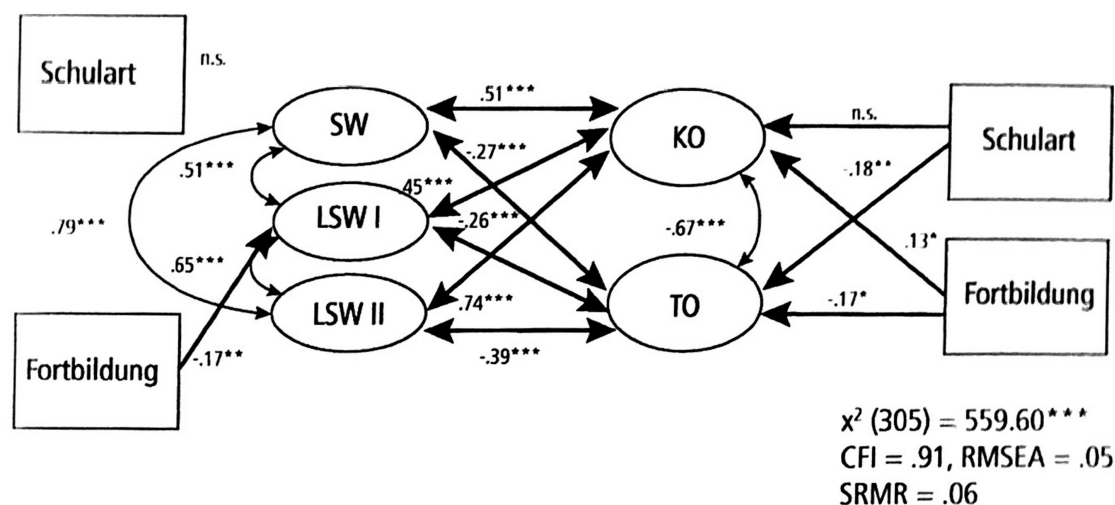 Schulart
n.s.
SW
.51***
KO
n.s.
Schulart
.51***
-.27***
-.18**
.45***
LSW I
-.26***
-.67***
.79***
.65***
.13*
LSW II
.74***
TO
-.17*
Fortbildung
Fortbildung
-.17**
-.39***
x² (305) = 559.60***
CFI = .91, RMSEA = .05
SRMR = .06